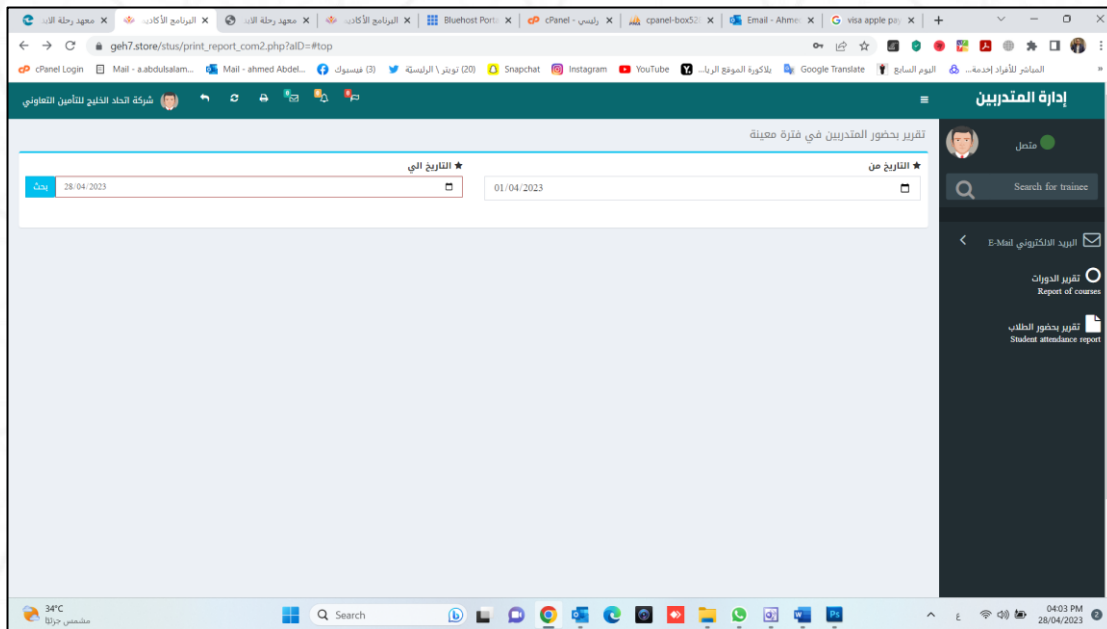 معهد رحلة الاب
البرنامج الأكادي
معهد رحلة الاب
البرنامج الأكادي
Bluehost Port
cPanel - رئيسي
cpanel-box52
Email - Ahme
visa apple pay
geh7.store/stus/print_report_com2.php?aID=#top
cPanel Login
Mail - a.abdulsalam...
Mail - ahmed Abdel...
(3) فيسبوك
(20) تويتر \ الرئيسيّة
Snapchat
Instagram
YouTube
بلاكورة الموقع الريا...
Google Translate
اليوم السابع
المباشر للأفراد |خدمة...
إدارة المتدربين
شركة اتحاد الخليج للتأمين التعاوني
متصل
Search for trainee
البريد الالكتروني E-Mail
تقرير الدورات
Report of courses
تقرير بحضور الطلاب
Student attendance report
تقرير بحضور المتدربين في فترة معينة
★ التاريخ من
01/04/2023
★ التاريخ الي
28/04/2023
بحث
34°C
مشمس جزئيًا
Search
ع
04:03 PM
28/04/2023
2